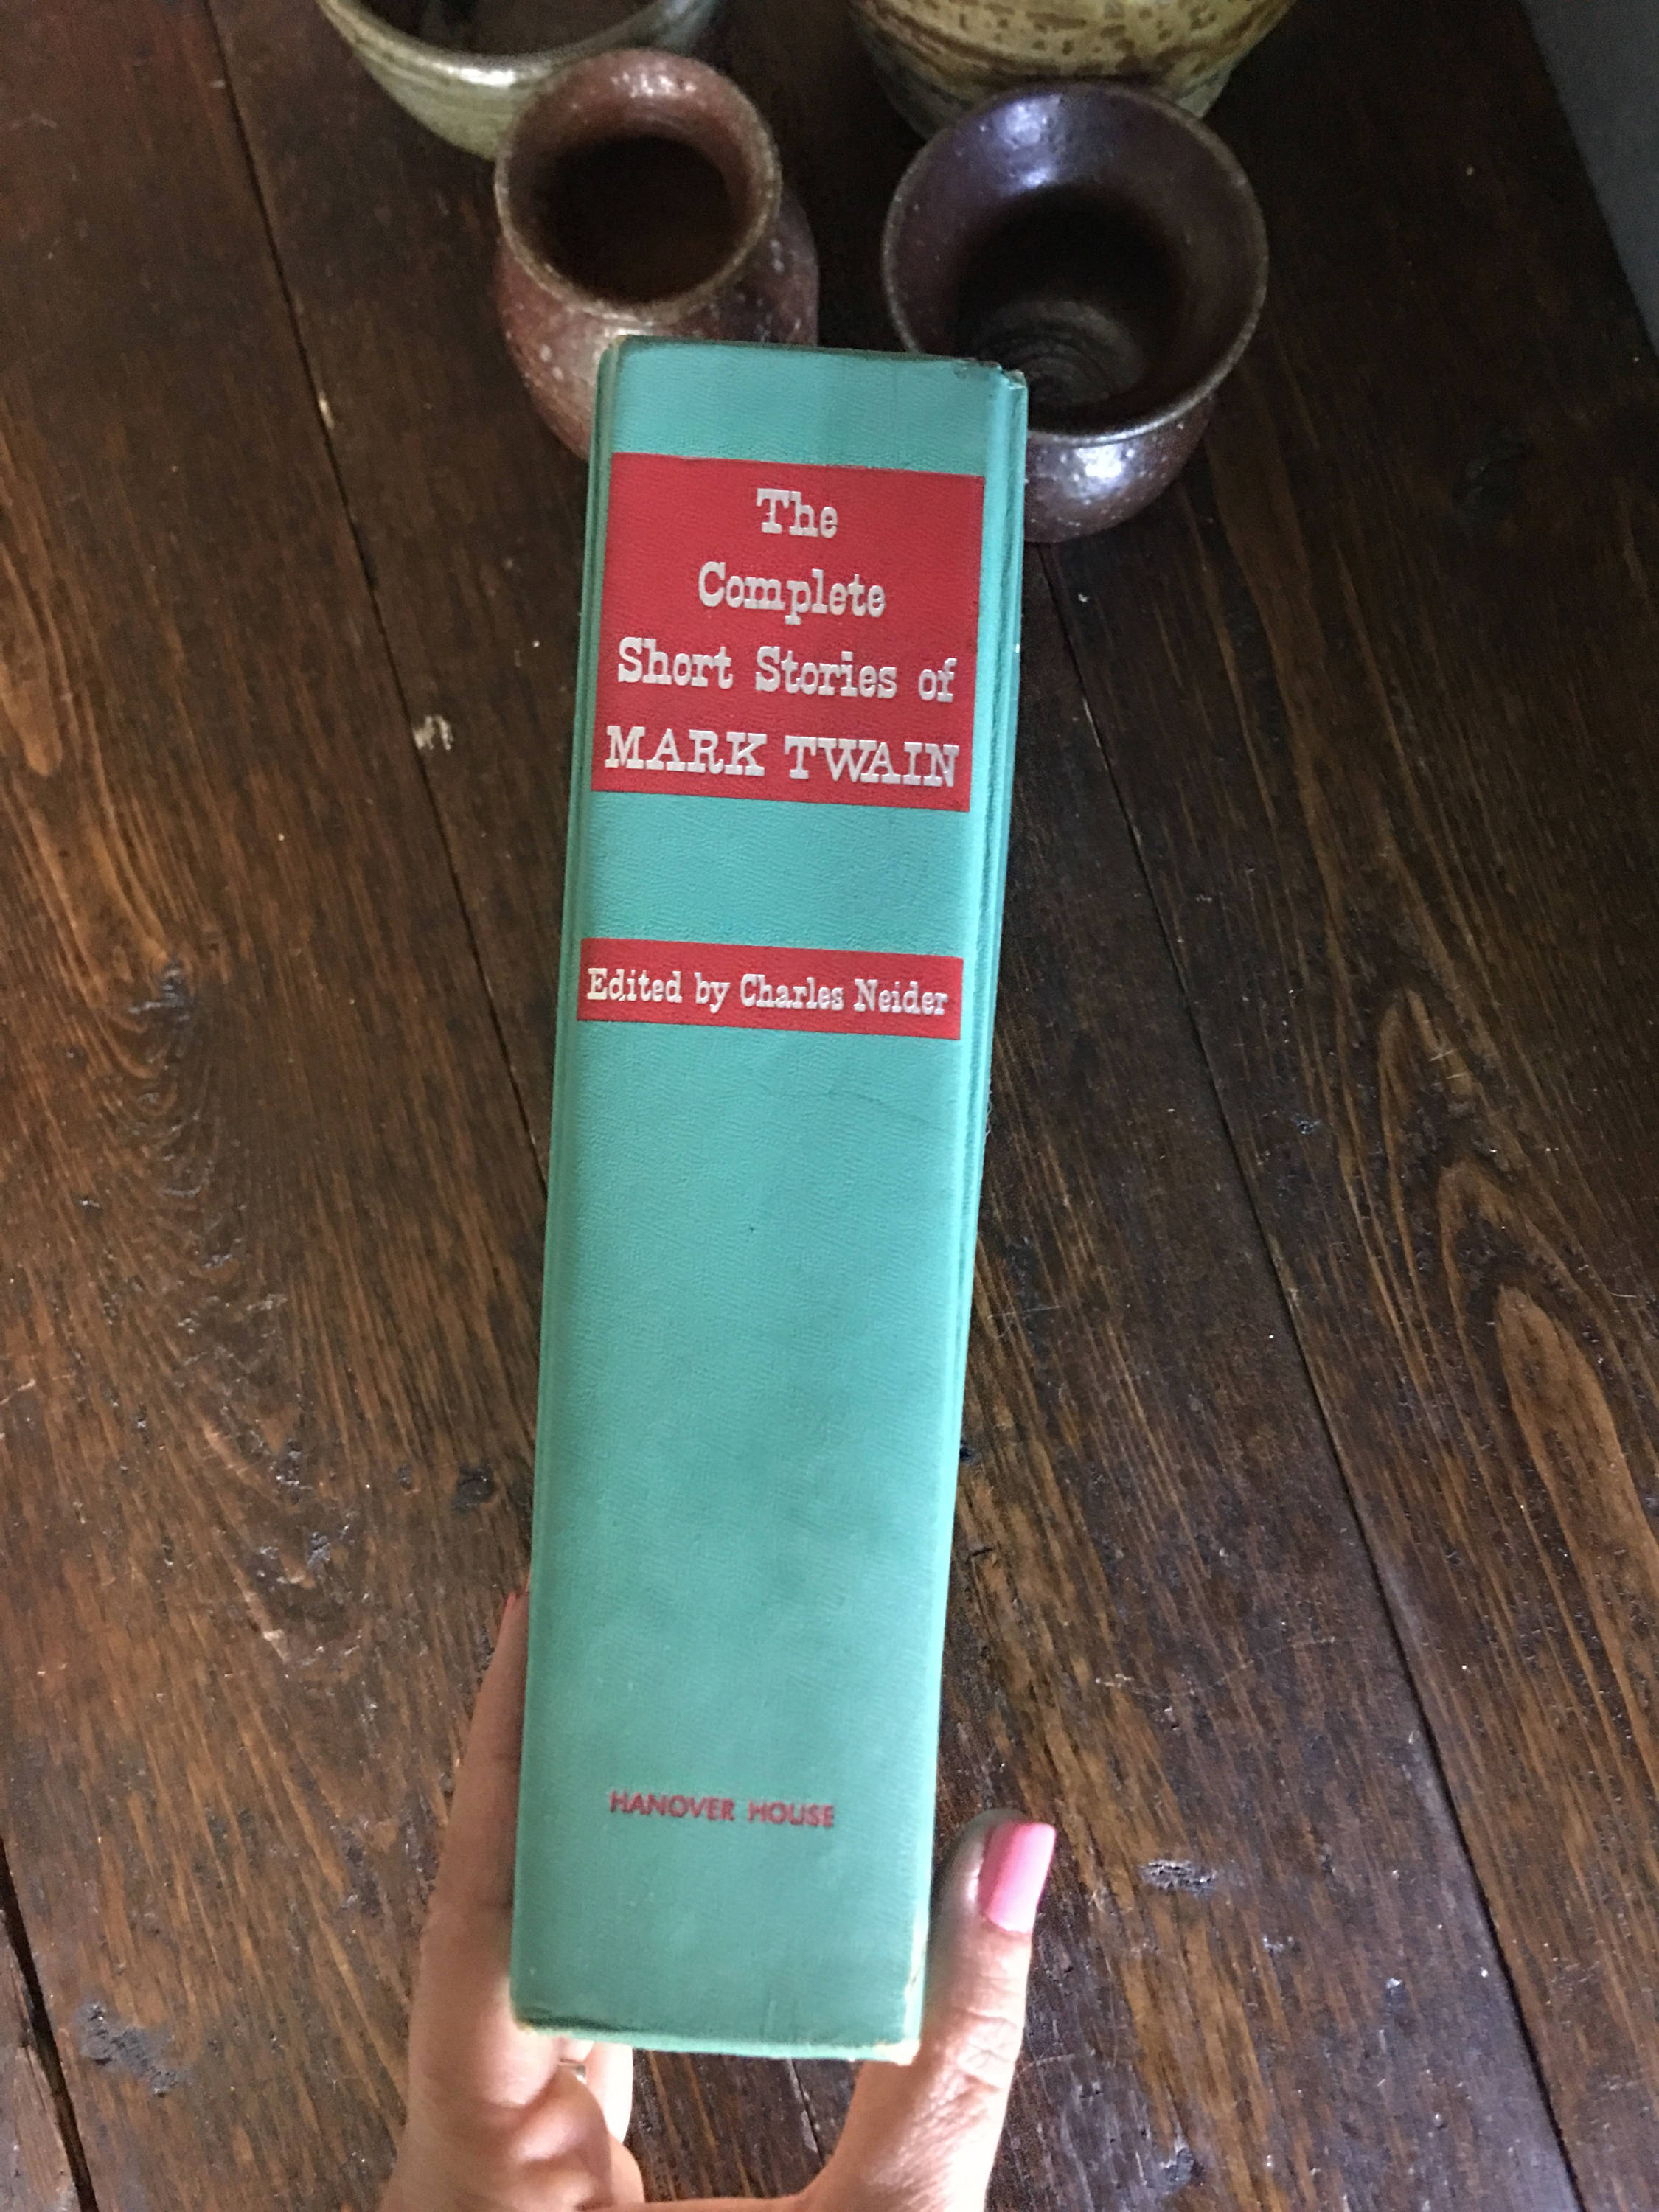 The
Complete
Short Stories of
MARK TWAIN
Edited by Charles Neider
HANOVER HOUSE